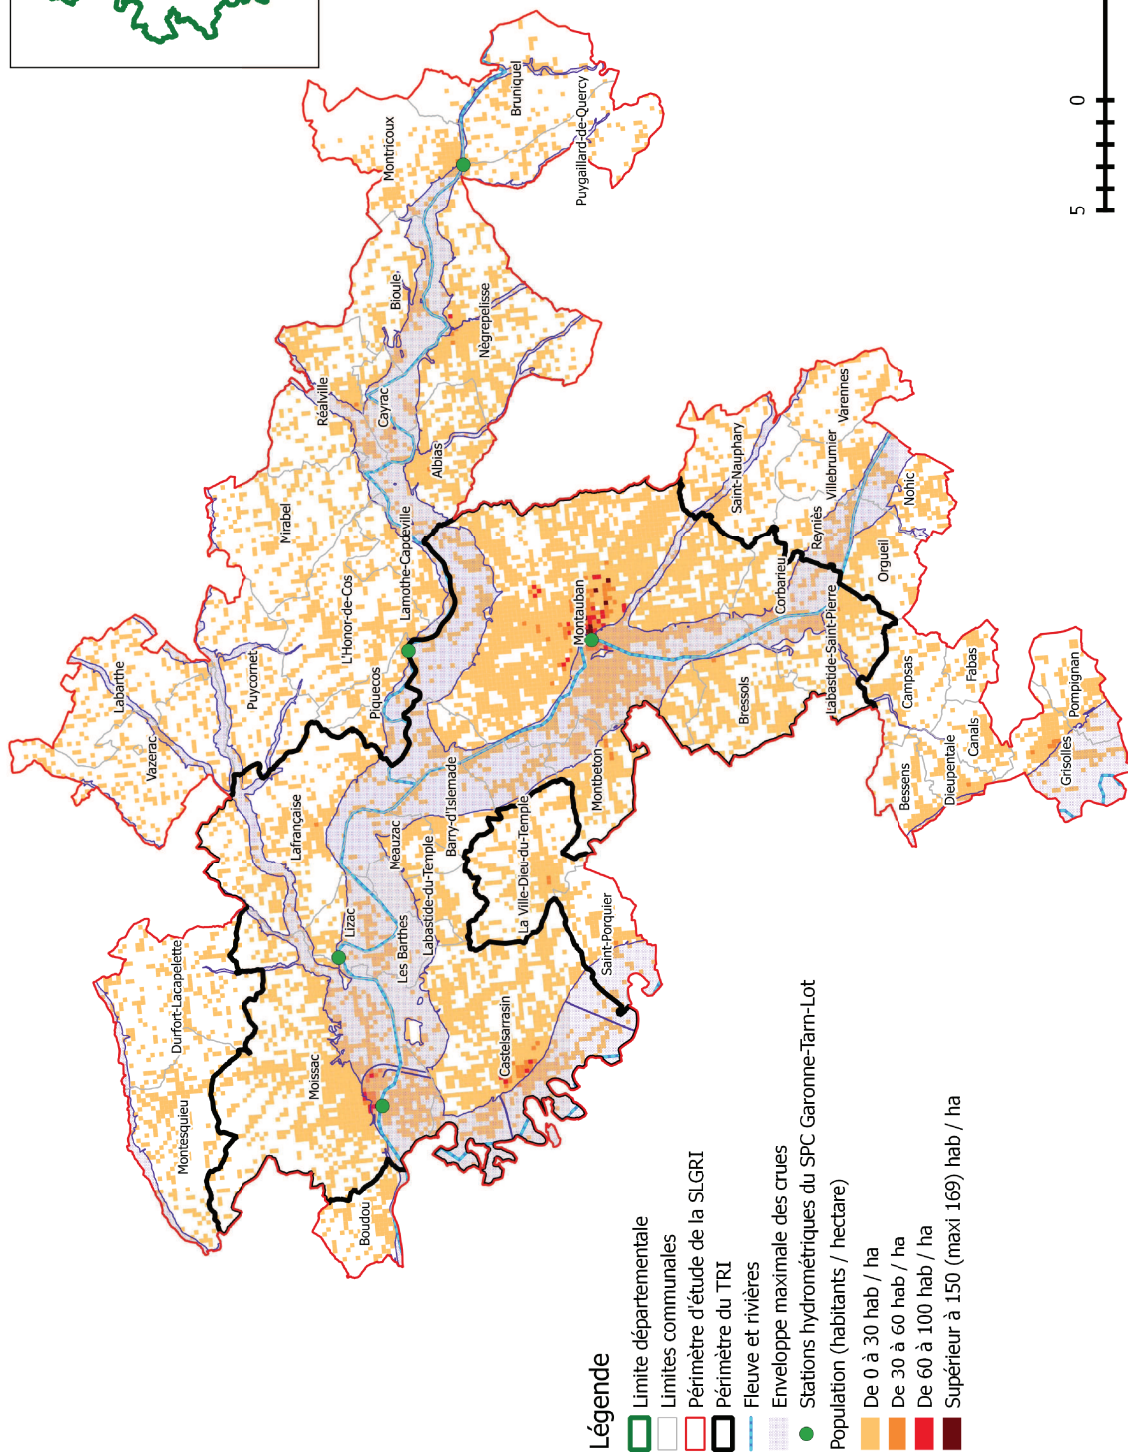 Labarthe
Vazerac
Puycornet
L'Honor-de-Cos
Mirabel
Réalville
Cayrac
Bioule
Montricoux
Bruniquel
Puygaillard-de-Quercy
Nègrepelisse
Albias
Lamothe-Capdeville
Piquecos
Lafrançaise
Durfort-Lacapelette
Montesquieu
Moissac
Boudou
Lizac
Les Barthes
Meauzac
Labastide-du-Temple
Barry-d'Islemade
La Ville-Dieu-du-Temple
Castelsarrasin
Saint-Porquier
Montbeton
Montauban
Bressols
Saint-Nauphary
Varennes
Villebrumier
Reyniès
Corbarieu
Nohic
Orgueil
Labastide-Saint-Pierre
Campsas
Fabas
Canals
Dieupentale
Bessens
Pompignan
Grisolles
5
0
Légende
Limite départementale
Limites communales
Périmètre d'étude de la SLGRI
Périmètre du TRI
Fleuve et rivières
Enveloppe maximale des crues
Stations hydrométriques du SPC Garonne-Tarn-Lot
Population (habitants / hectare)
De 0 à 30 hab / ha
De 30 à 60 hab / ha
De 60 à 100 hab / ha
Supérieur à 150 (maxi 169) hab / ha